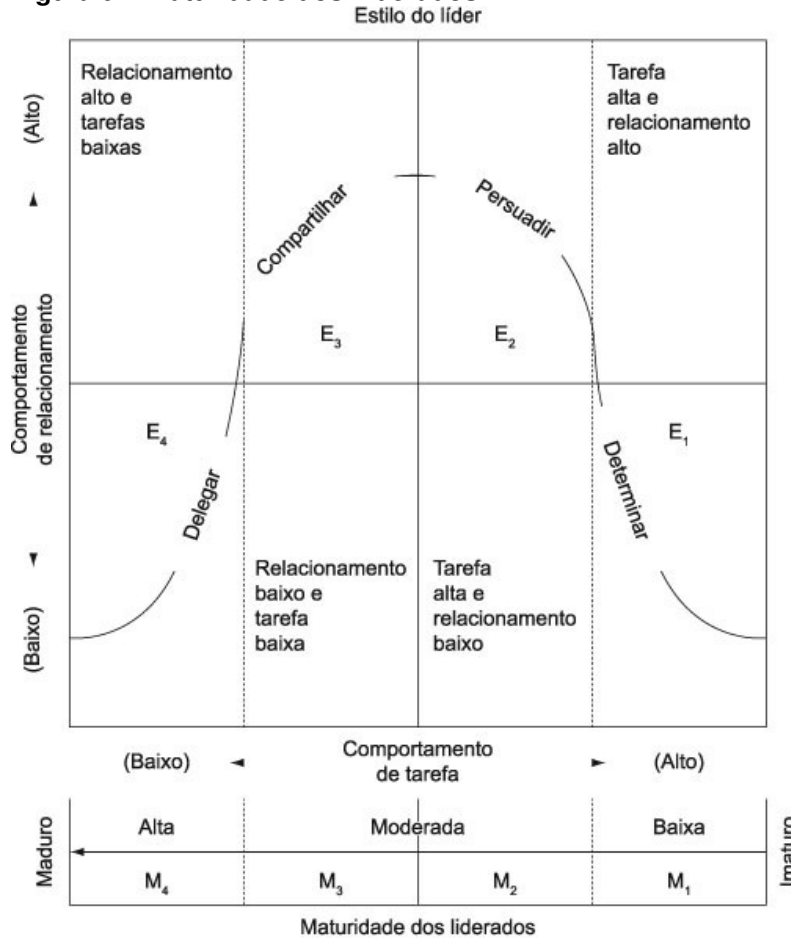 Estilo do líder
Relacionamento
alto e
tarefas
baixas
Tarefa
alta e
relacionamento
alto
(Alto)
Compartilhar
Persuadir
E₃
E₂
Comportamento
de relacionamento
E₄
E₁
Delegar
Determinar
Relacionamento
baixo e
tarefa
baixa
Tarefa
alta e
relacionamento
baixo
(Baixo)
(Baixo)
Comportamento
de tarefa
(Alto)
Maduro
Alta
Moderada
Baixa
Imaturo
M₄
M₃
M₂
M₁
Maturidade dos liderados